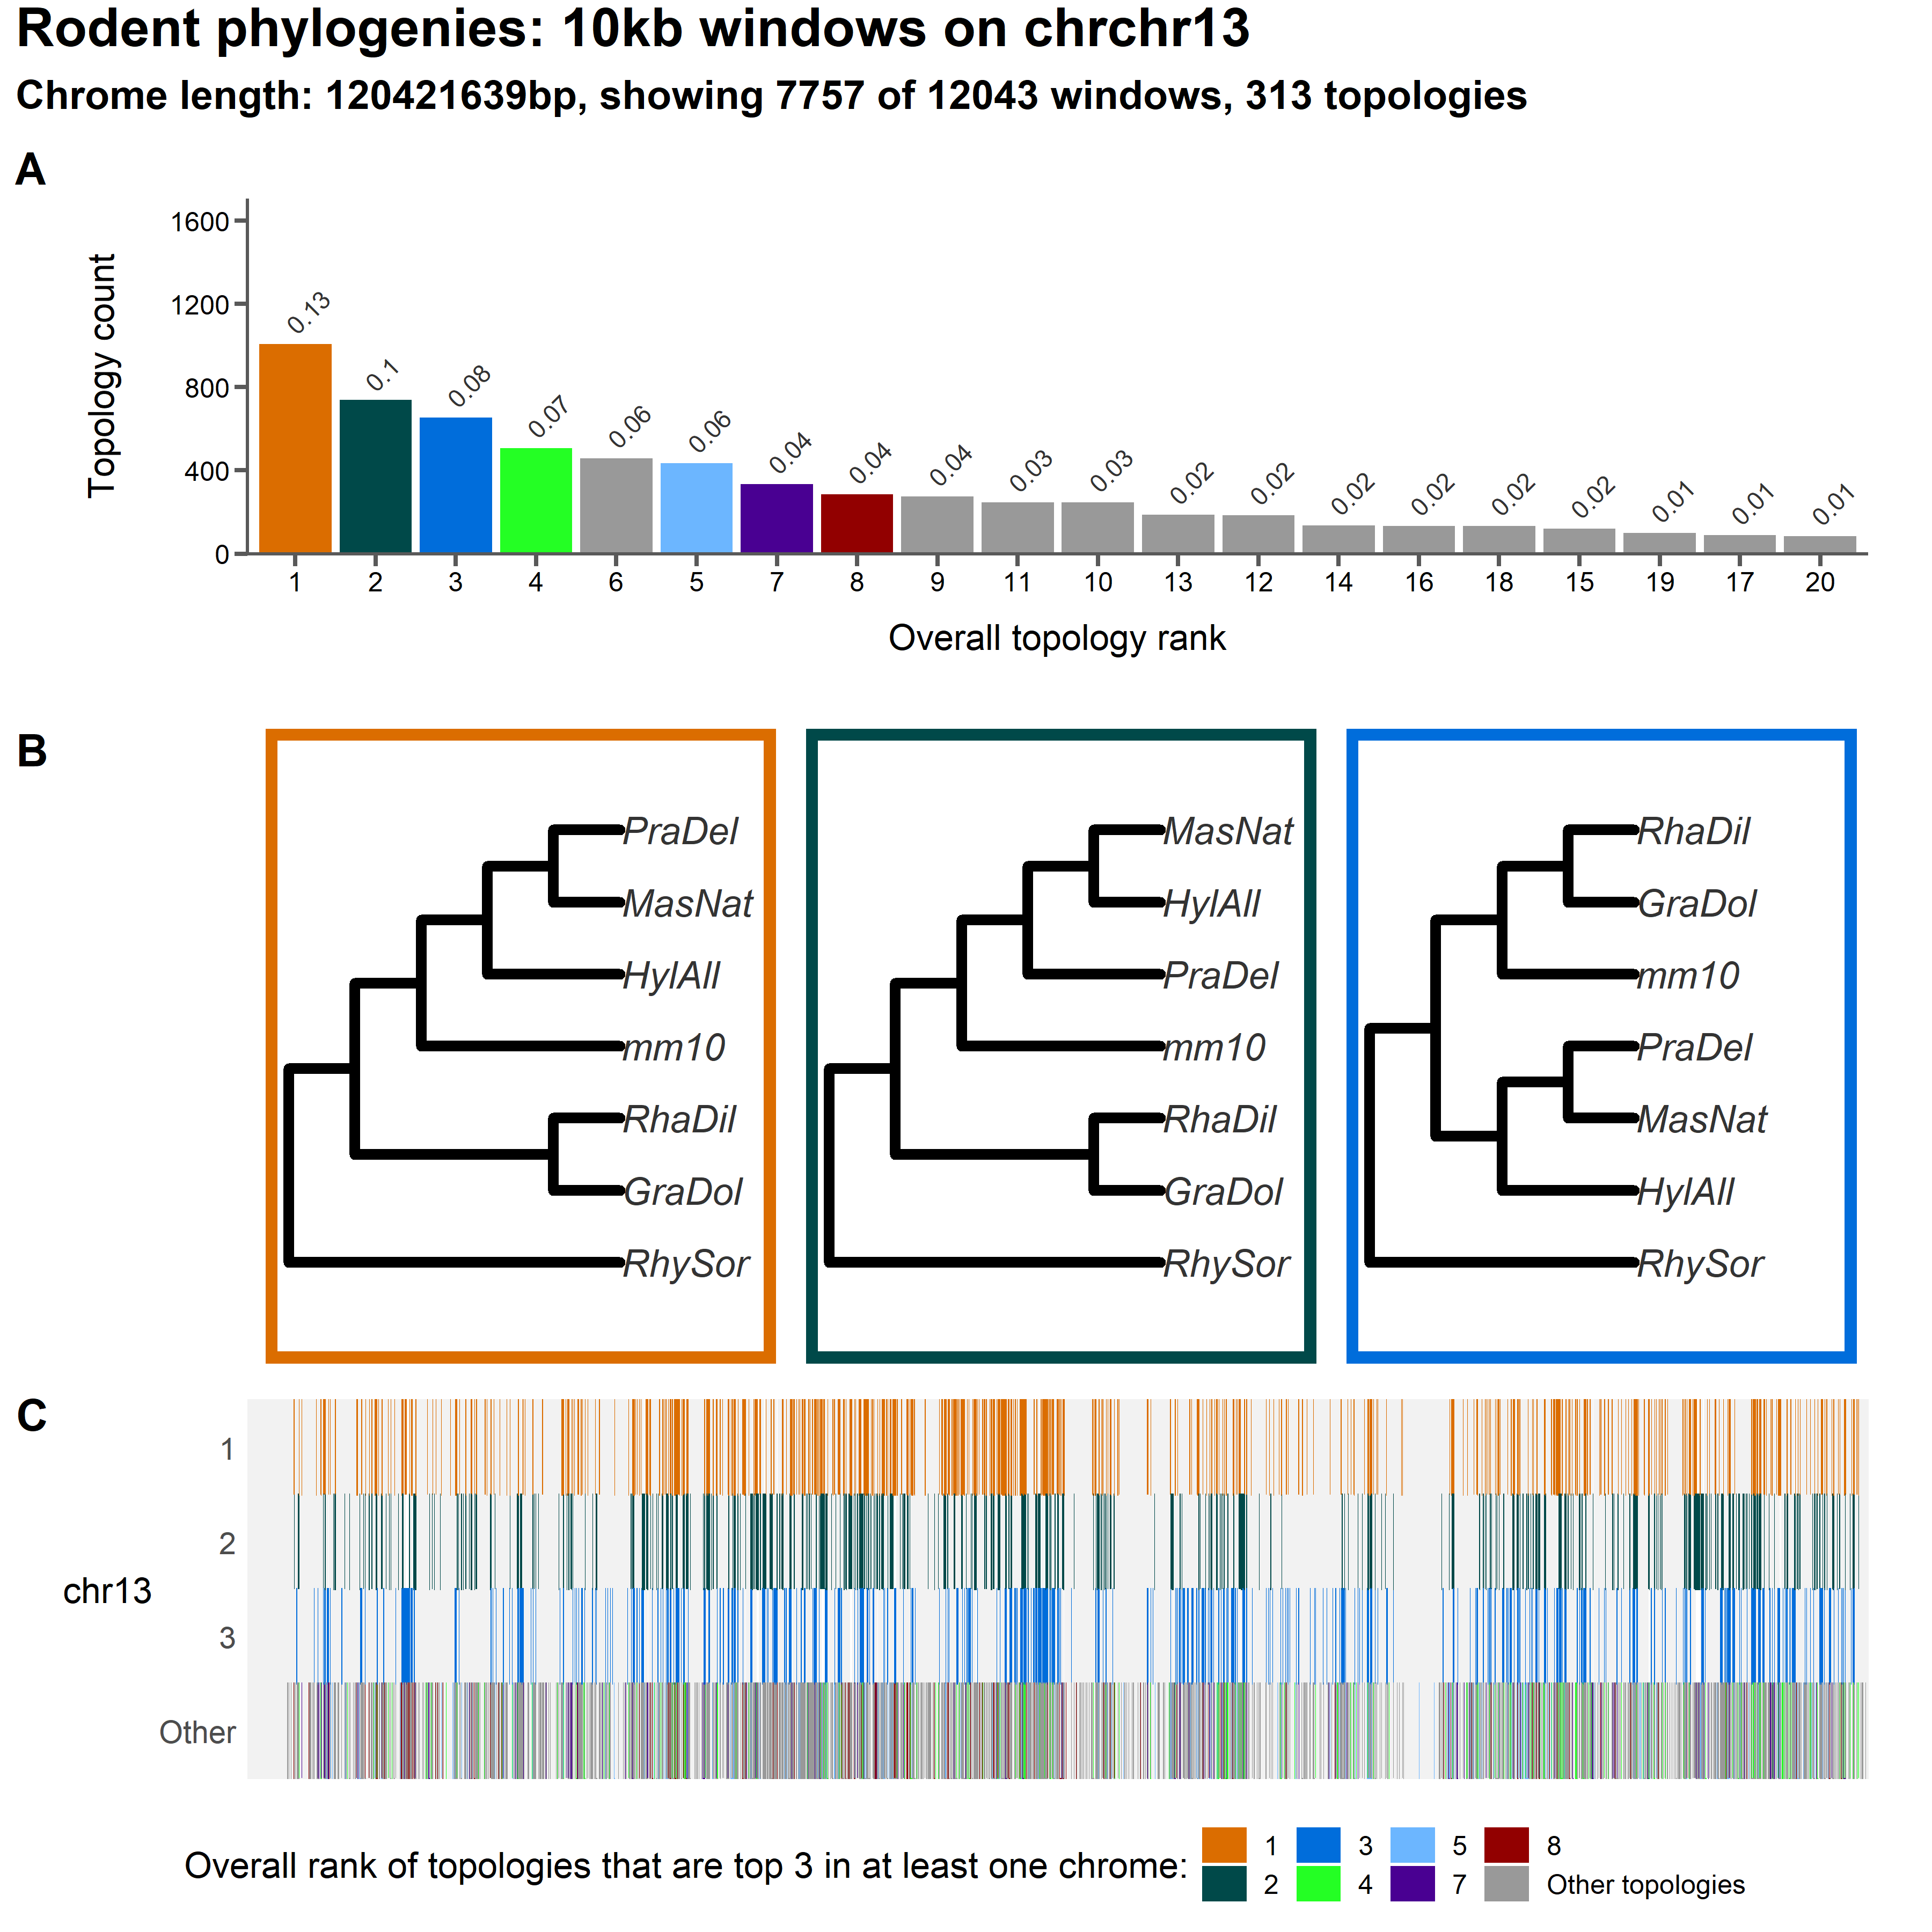 Rodent phylogenies: 10kb windows on chrchr13
Chrome length: 120421639bp, showing 7757 of 12043 windows, 313 topologies
A
Topology count
1600
1200
800
400
0
0.13 0.1 0.08 0.07 0.06 0.06 0.04 0.04 0.04 0.03 0.03 0.02 0.02 0.02 0.02 0.02 0.02 0.01 0.01 0.01
1 2 3 4 6 5 7 8 9 11 10 13 12 14 16 18 15 19 17 20
Overall topology rank
B
PraDel
MasNat
HylAll
mm10
RhaDil
GraDol
RhySor
MasNat
HylAll
PraDel
mm10
RhaDil
GraDol
RhySor
RhaDil
GraDol
mm10
PraDel
MasNat
HylAll
RhySor
C
chr13
1
2
3
Other
Overall rank of topologies that are top 3 in at least one chrome:
1 3 5 8
2 4 7 Other topologies